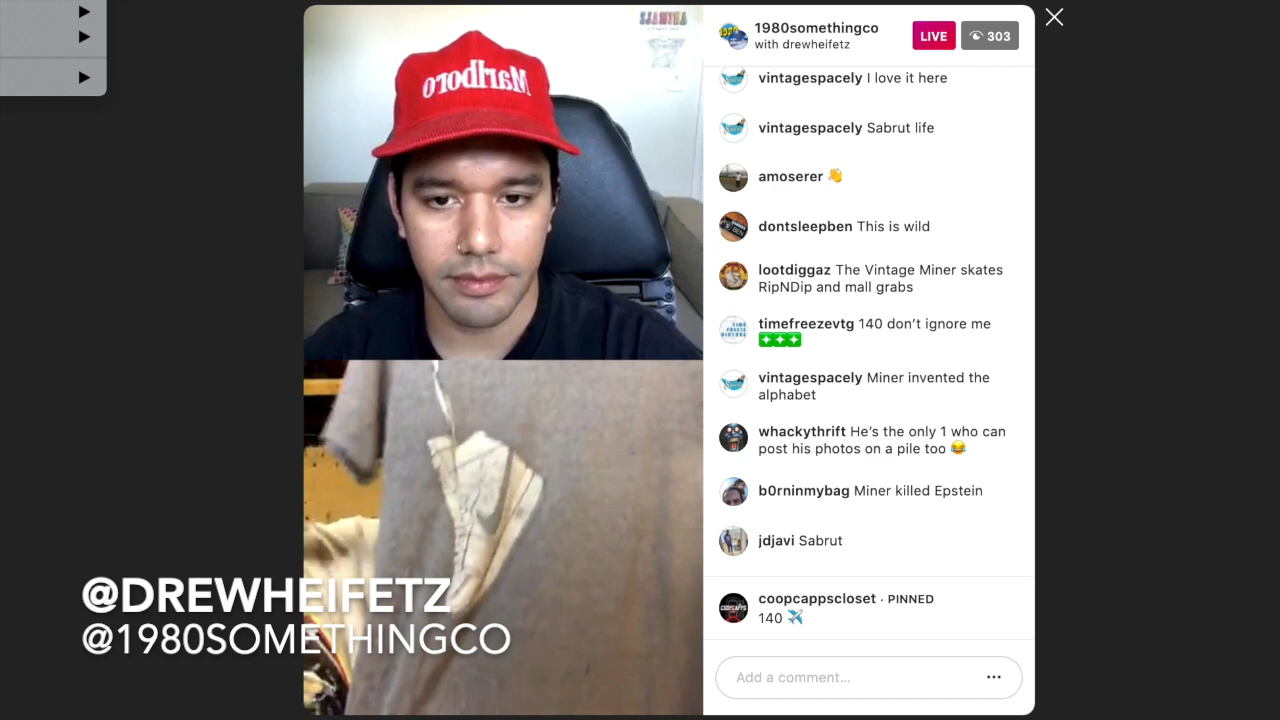 Marlboro
1980somethingco
with drewheifetz
LIVE
303
vintagespacely I love it here
vintagespacely Sabrut life
amoserer 👋
dontsleepben This is wild
lootdiggaz The Vintage Miner skates
RipNDip and mall grabs
timefreezevtg 140 don’t ignore me
vintagespacely Miner invented the
alphabet
whackythrift He’s the only 1 who can
post his photos on a pile too 😂
b0rninmybag Miner killed Epstein
jdjavi Sabrut
coopcappscloset · PINNED
140 ✈️
Add a comment...
@DREWHEIFETZ
@1980SOMETHINGCO